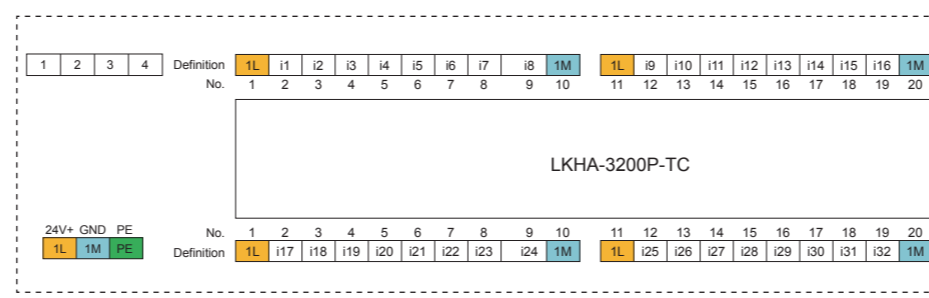 1 2 3 4 Definition 1L i1 i2 i3 i4 i5 i6 i7 i8 1M 1L i9 i10 i11 i12 i13 i14 i15 i16 1M
No. 1 2 3 4 5 6 7 8 9 10 11 12 13 14 15 16 17 18 19 20
LKHA-3200P-TC
24V+ GND PE No. 1 2 3 4 5 6 7 8 9 10 11 12 13 14 15 16 17 18 19 20
1L 1M PE Definition 1L i17 i18 i19 i20 i21 i22 i23 i24 1M 1L i25 i26 i27 i28 i29 i30 i31 i32 1M